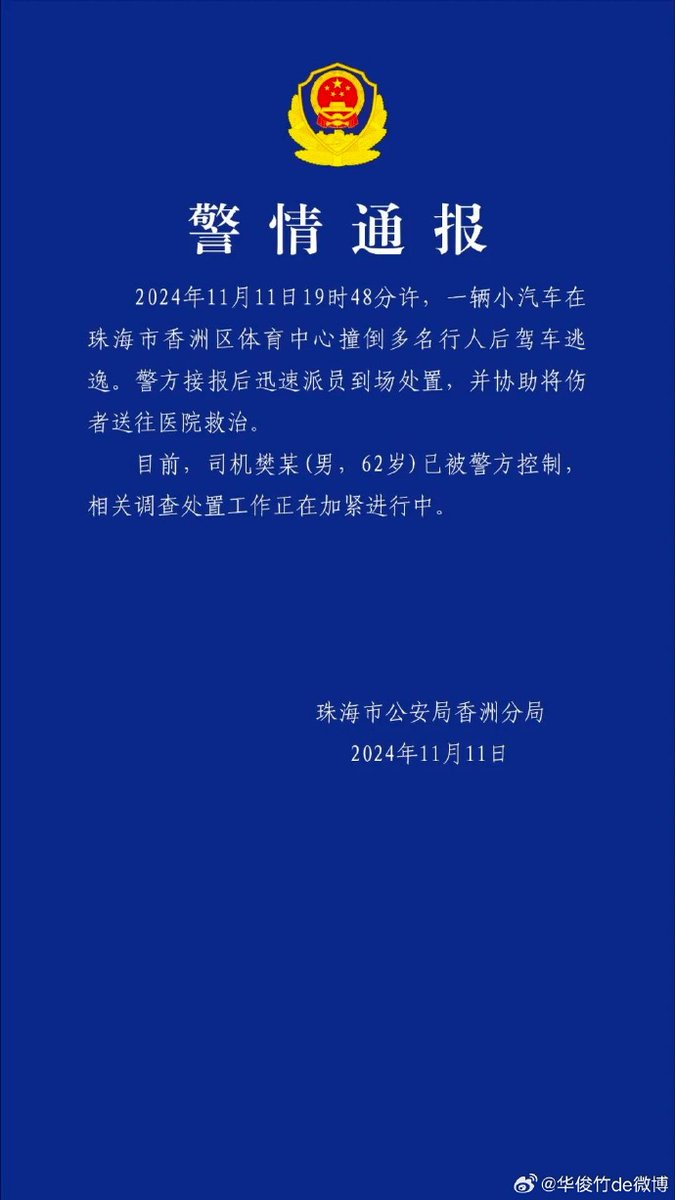 警情通报
2024年11月11日19时48分许，一辆小汽车在
珠海市香洲区体育中心撞倒多名行人后驾车逃
逸。警方接报后迅速派员到场处置，并协助将伤
者送往医院救治。
目前，司机樊某(男，62岁)已被警方控制，
相关调查处置工作正在加紧进行中。
珠海市公安局香洲分局
2024年11月11日
@华俊竹de微博